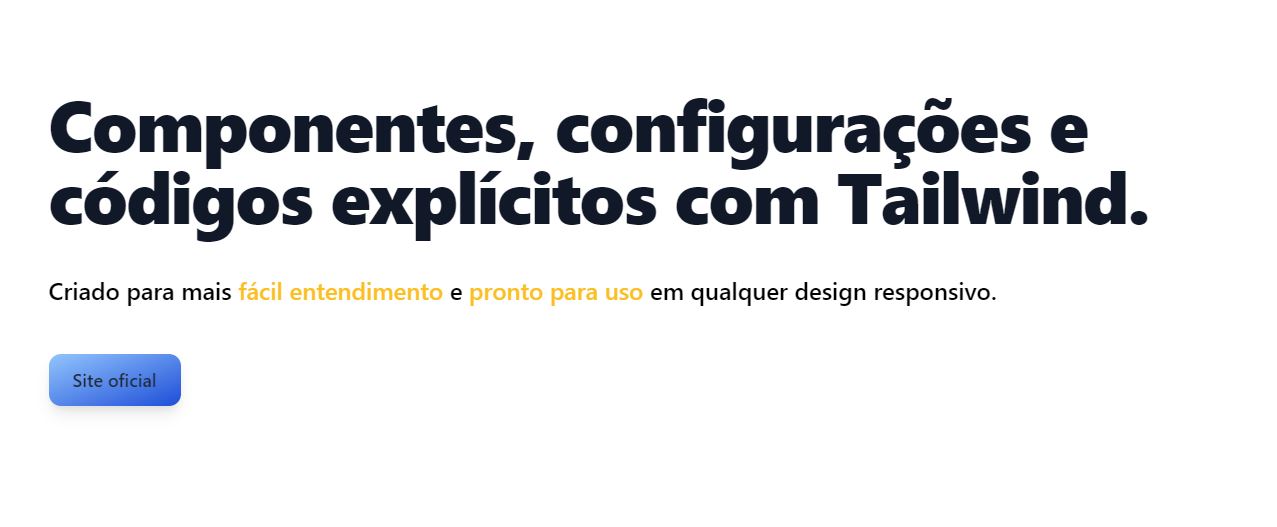 Componentes, configurações e
códigos explícitos com Tailwind.
Criado para mais fácil entendimento e pronto para uso em qualquer design responsivo.
Site oficial